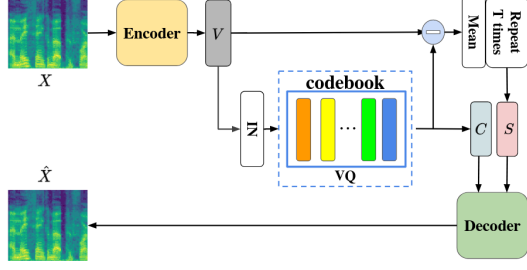 Encoder
V
−
Mean
Repeat
T times
X
codebook
IN
...
VQ
C
S
X̂
Decoder